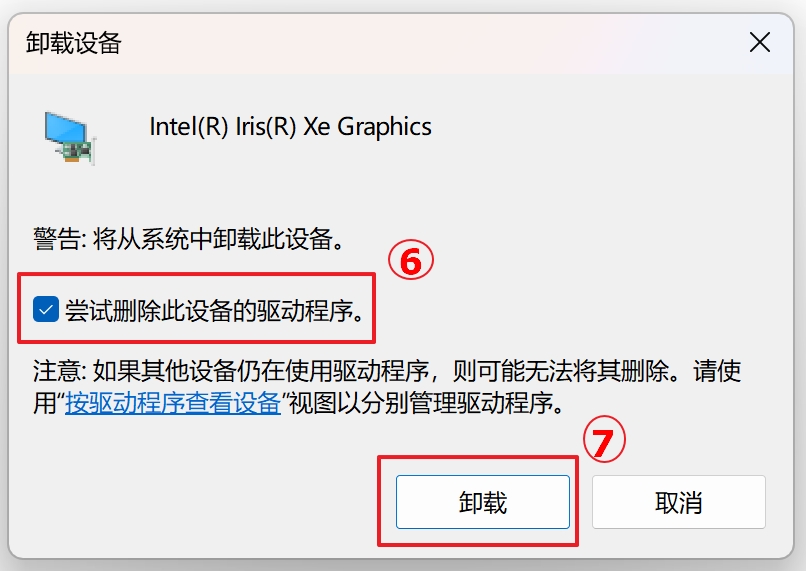 卸载设备
Intel(R) Iris(R) Xe Graphics
警告: 将从系统中卸载此设备。
⑥
尝试删除此设备的驱动程序。
注意: 如果其他设备仍在使用驱动程序，则可能无法将其删除。请使
用“按驱动程序查看设备”视图以分别管理驱动程序。
⑦
卸载
取消